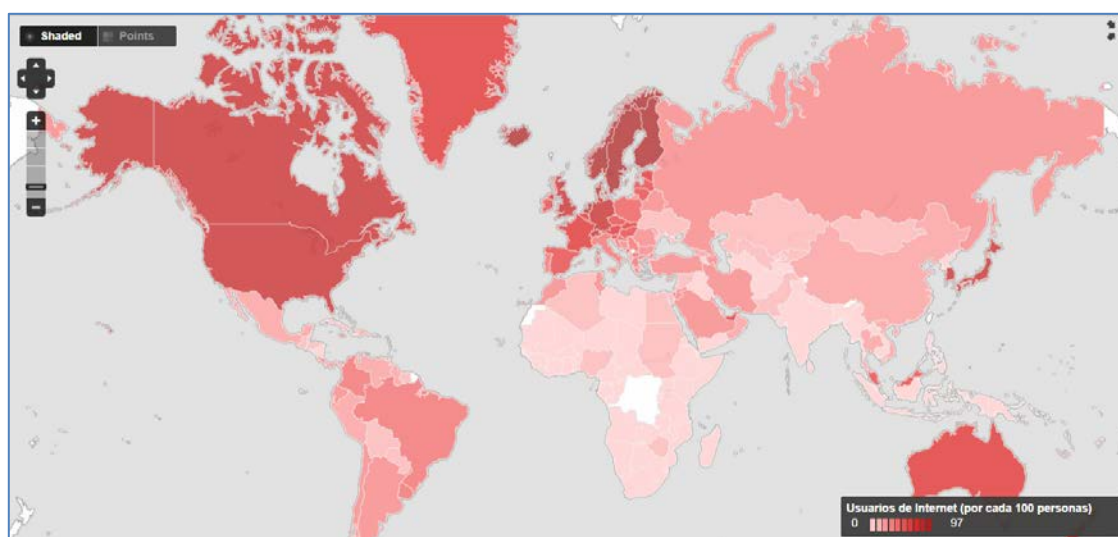 Shaded Points
+
−
Usuarios de Internet (por cada 100 personas)
0 97